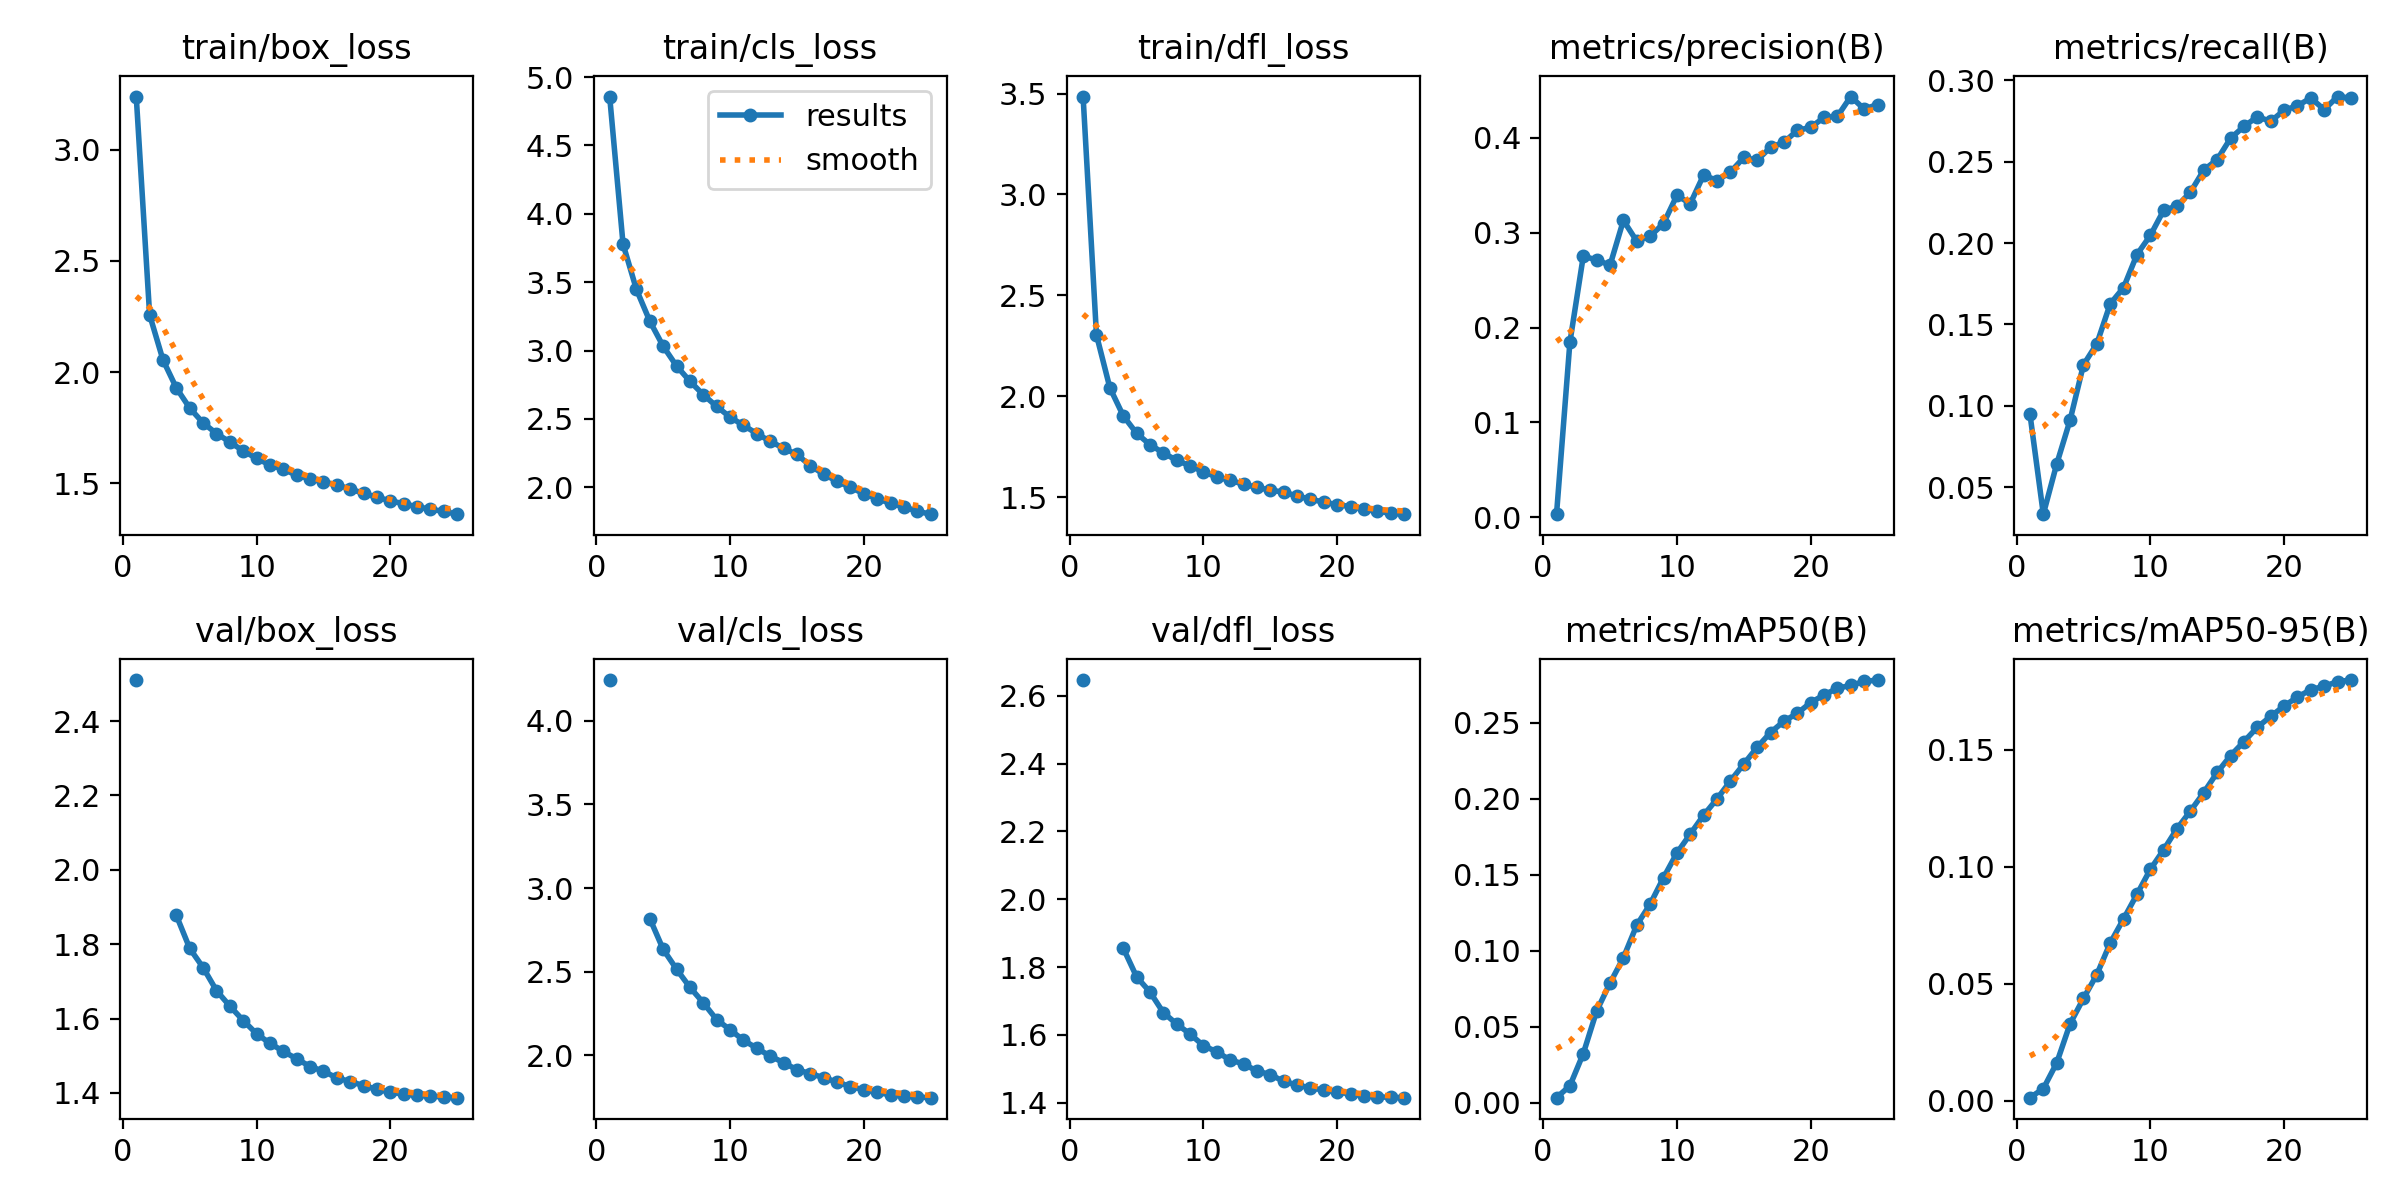 train/box_loss
3.0
2.5
2.0
1.5
0 10 20
train/cls_loss
results
smooth
5.0
4.5
4.0
3.5
3.0
2.5
2.0
0 10 20
train/dfl_loss
3.5
3.0
2.5
2.0
1.5
0 10 20
metrics/precision(B)
0.4
0.3
0.2
0.1
0.0
0 10 20
metrics/recall(B)
0.30
0.25
0.20
0.15
0.10
0.05
0 10 20
val/box_loss
2.4
2.2
2.0
1.8
1.6
1.4
0 10 20
val/cls_loss
4.0
3.5
3.0
2.5
2.0
0 10 20
val/dfl_loss
2.6
2.4
2.2
2.0
1.8
1.6
1.4
0 10 20
metrics/mAP50(B)
0.25
0.20
0.15
0.10
0.05
0.00
0 10 20
metrics/mAP50-95(B)
0.15
0.10
0.05
0.00
0 10 20